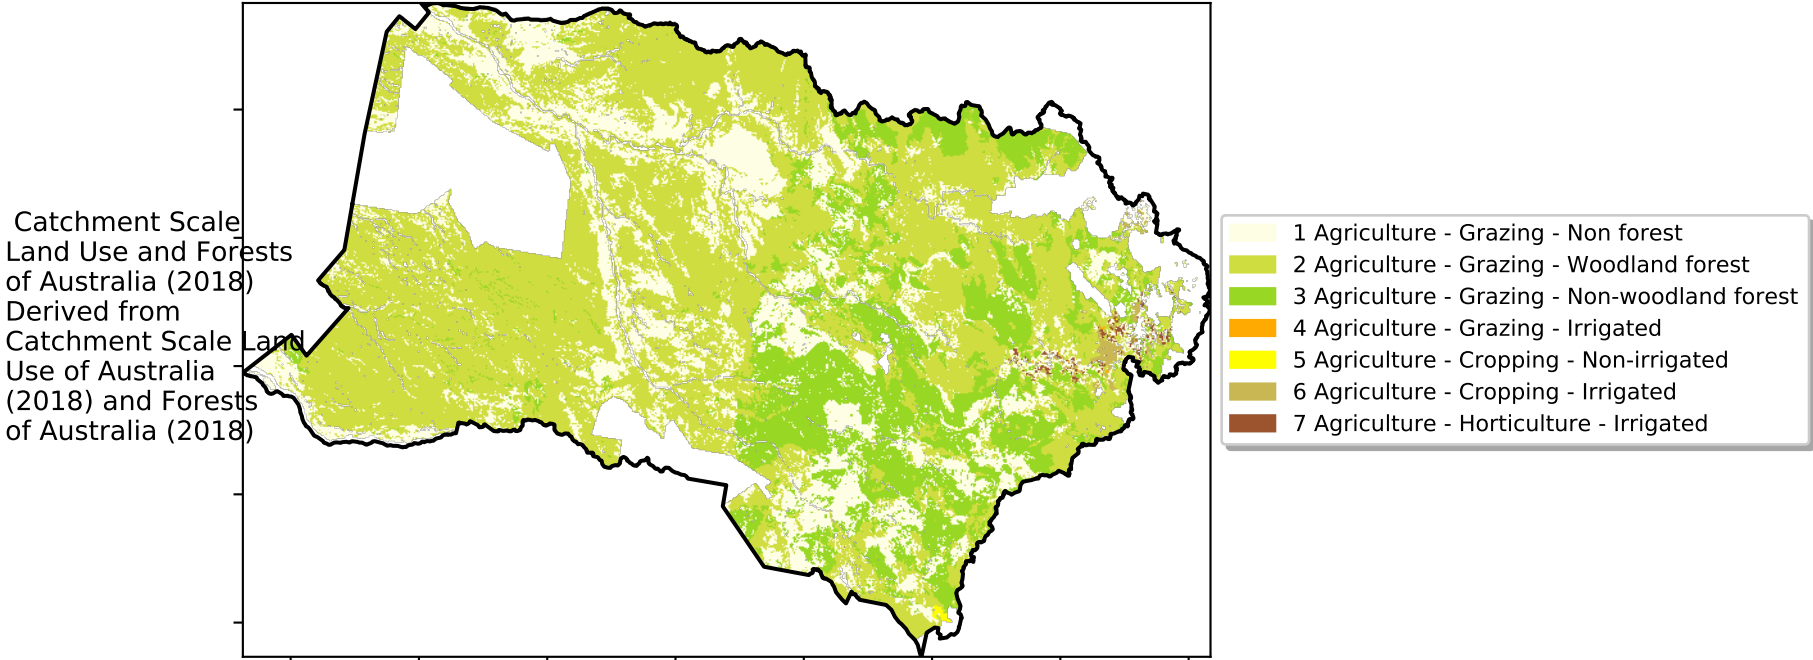 Catchment Scale
Land Use and Forests
of Australia (2018)
Derived from
Catchment Scale Land
Use of Australia
(2018) and Forests
of Australia (2018)
1 Agriculture - Grazing - Non forest
2 Agriculture - Grazing - Woodland forest
3 Agriculture - Grazing - Non-woodland forest
4 Agriculture - Grazing - Irrigated
5 Agriculture - Cropping - Non-irrigated
6 Agriculture - Cropping - Irrigated
7 Agriculture - Horticulture - Irrigated